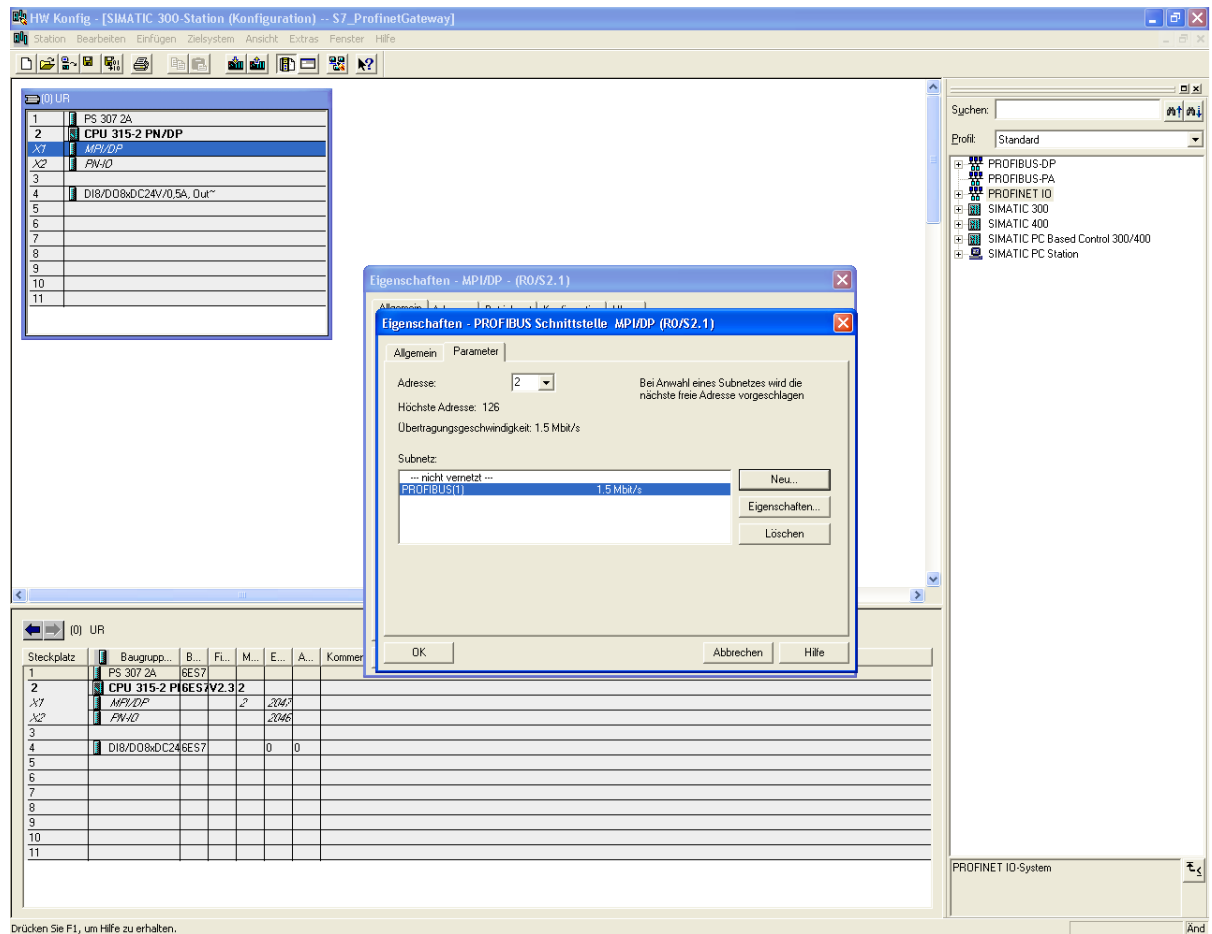 HW Konfig - [SIMATIC 300-Station (Konfiguration) -- S7_ProfinetGateway]
Station Bearbeiten Einfügen Zielsystem Ansicht Extras Fenster Hilfe
(0) UR
1 PS 307 2A
2 CPU 315-2 PN/DP
X1 MPI/DP
X2 PN-IO
3
4 DI8/DO8xDC24V/0,5A, Out~
5
6
7
8
9
10
11
Suchen:
Profil: Standard
PROFIBUS-DP
PROFIBUS-PA
PROFINET IO
SIMATIC 300
SIMATIC 400
SIMATIC PC Based Control 300/400
SIMATIC PC Station
Eigenschaften - MPI/DP - (R0/S2.1)
Eigenschaften - PROFIBUS Schnittstelle MPI/DP (R0/S2.1)
Allgemein Parameter
Adresse: 2
Bei Anwahl eines Subnetzes wird die
nächste freie Adresse vorgeschlagen
Höchste Adresse: 126
Übertragungsgeschwindigkeit: 1.5 Mbit/s
Subnetz:
--- nicht vernetzt ---
PROFIBUS(1) 1.5 Mbit/s
Neu...
Eigenschaften...
Löschen
OK Abbrechen Hilfe
(0) UR
Steckplatz Baugrupp... B... Fi... M... E... A... Kommer
1 PS 307 2A 6ES7
2 CPU 315-2 P 6ES7 V2.3 2
X1 MPI/DP 2 2047
X2 PN-IO 2046
3
4 DI8/DO8xDC24 6ES7 0 0
5
6
7
8
9
10
11
PROFINET IO-System
Drücken Sie F1, um Hilfe zu erhalten.
Änd